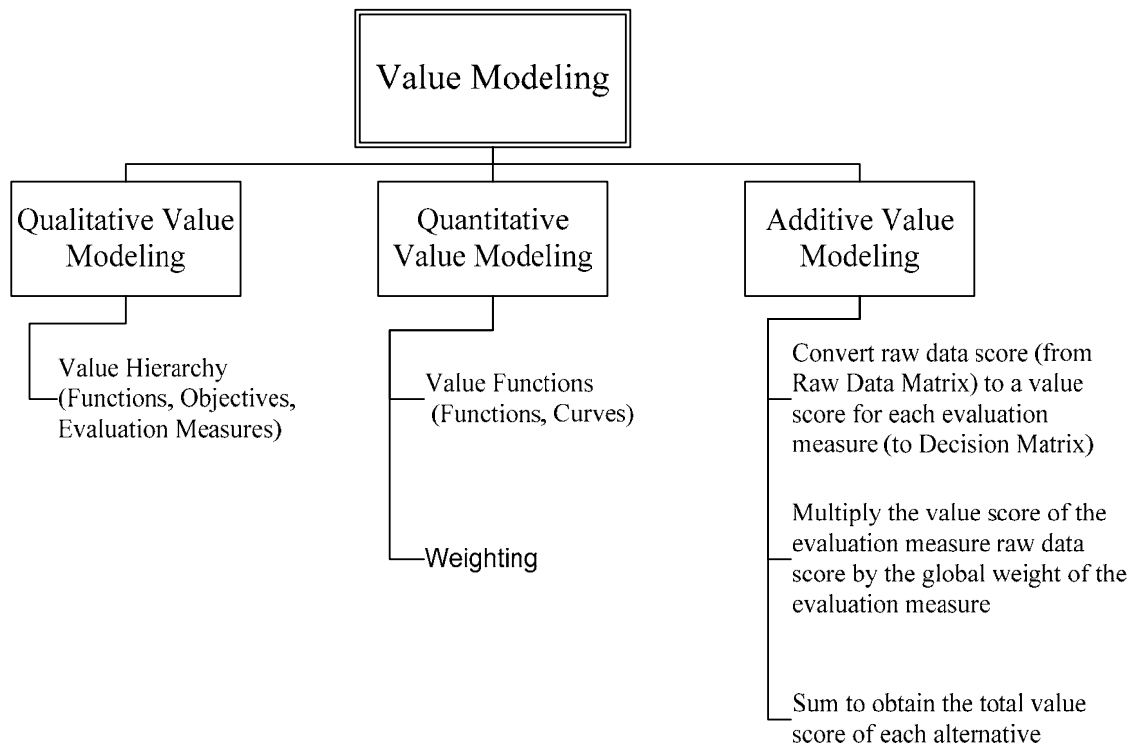 Value Modeling
Qualitative Value
Modeling
Quantitative
Value Modeling
Additive Value
Modeling
Value Hierarchy
(Functions, Objectives,
Evaluation Measures)
Value Functions
(Functions, Curves)
Weighting
Convert raw data score (from
Raw Data Matrix) to a value
score for each evaluation
measure (to Decision Matrix)
Multiply the value score of the
evaluation measure raw data
score by the global weight of the
evaluation measure
Sum to obtain the total value
score of each alternative